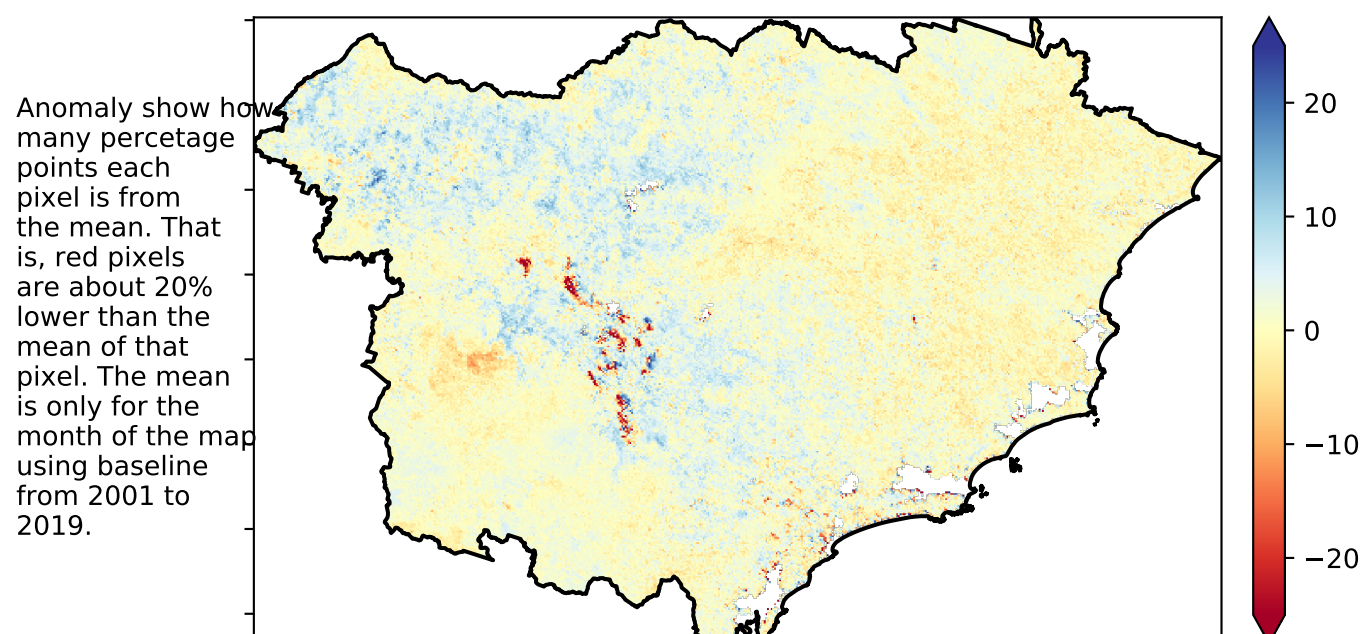 Anomaly show how
many percetage
points each
pixel is from
the mean. That
is, red pixels
are about 20%
lower than the
mean of that
pixel. The mean
is only for the
month of the map
using baseline
from 2001 to
2019.
20
10
0
−10
−20